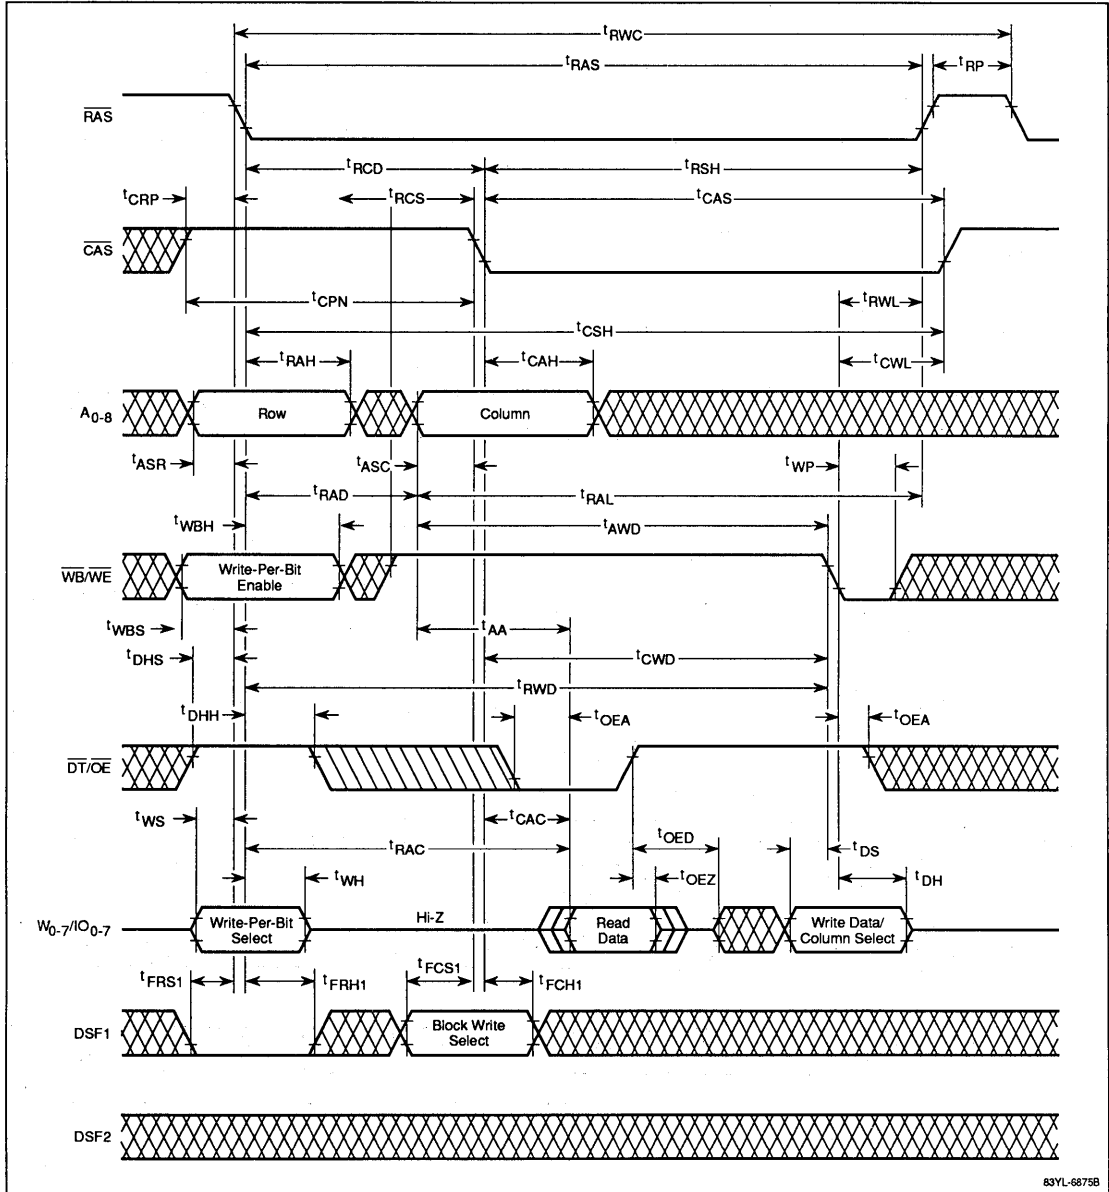 tRWC
tRAS
tRP
RAS
tRCD
tRSH
tCRP
tRCS
tCAS
CAS
tCPN
tRWL
tCSH
tRAH
tCAH
tCWL
A0-8
Row
Column
tASR
tASC
tWP
tRAD
tRAL
tWBH
tAWD
WB/WE
Write-Per-Bit
Enable
tWBS
tAA
tDHS
tCWD
tRWD
tDHH
tOEA
tOEA
DT/OE
tWS
tCAC
tRAC
tOED
tDS
tWH
tOEZ
tDH
W0-7/IO0-7
Write-Per-Bit
Select
Hi-Z
Read
Data
Write Data/
Column Select
tFRS1
tFRH1
tFCS1
tFCH1
DSF1
Block Write
Select
DSF2
83YL-6875B